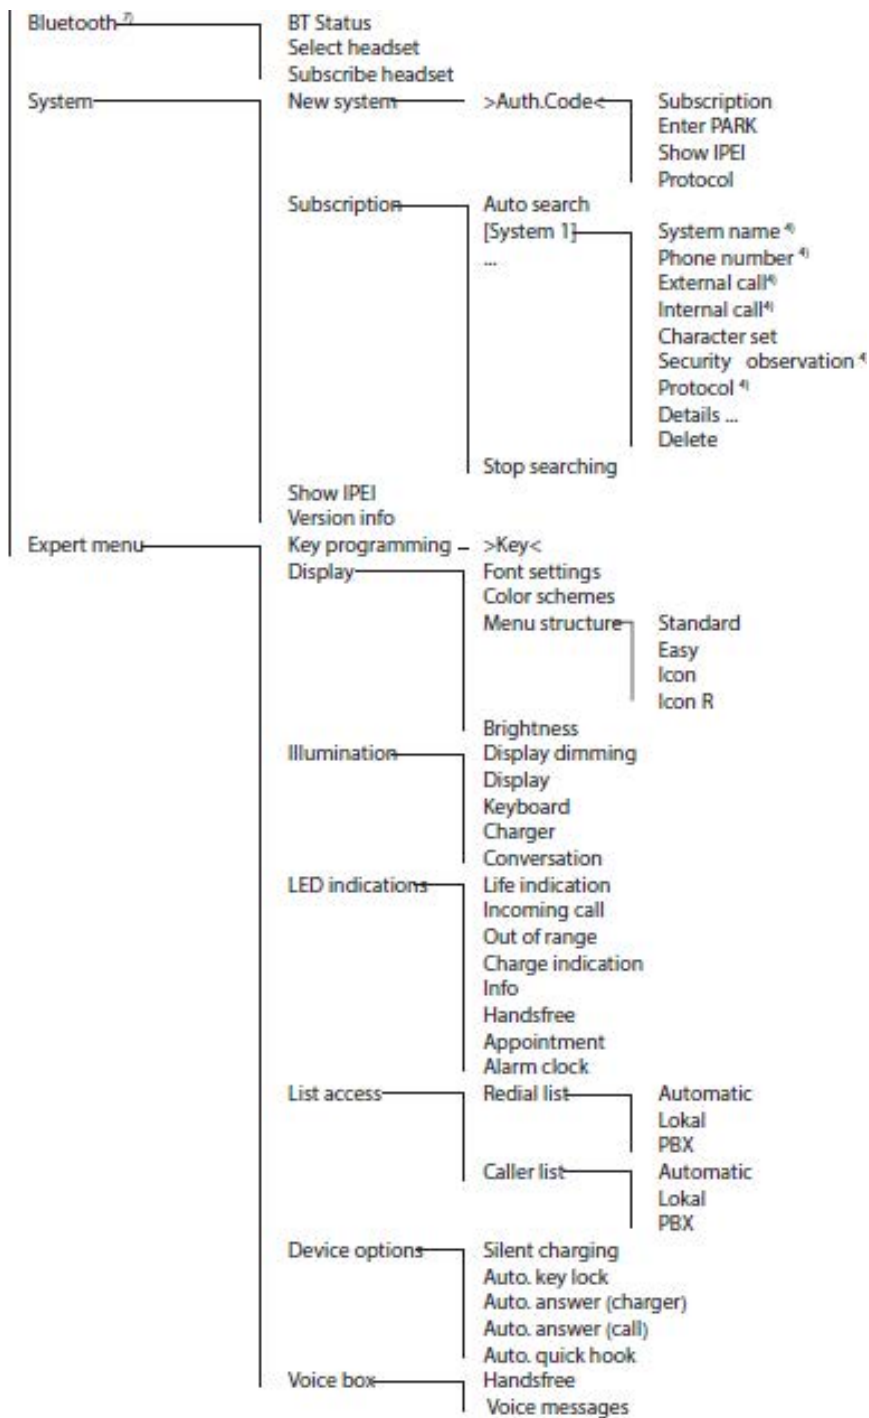 Bluetooth 7) BT Status
Select headset
Subscribe headset
System New system >Auth.Code< Subscription
Enter PARK
Show IPEI
Protocol
Subscription Auto search
[System 1] System name 4)
... Phone number 4)
External call4)
Internal call4)
Character set
Security observation 4
Protocol 4)
Details ...
Delete
Stop searching
Show IPEI
Version info
Expert menu Key programming – >Key<
Display Font settings
Color schemes
Menu structure Standard
Easy
Icon
Icon R
Brightness
Illumination Display dimming
Display
Keyboard
Charger
Conversation
LED indications Life indication
Incoming call
Out of range
Charge indication
Info
Handsfree
Appointment
Alarm clock
List access Redial list Automatic
Lokal
PBX
Caller list Automatic
Lokal
PBX
Device options Silent charging
Auto. key lock
Auto. answer (charger)
Auto. answer (call)
Auto. quick hook
Voice box Handsfree
Voice messages